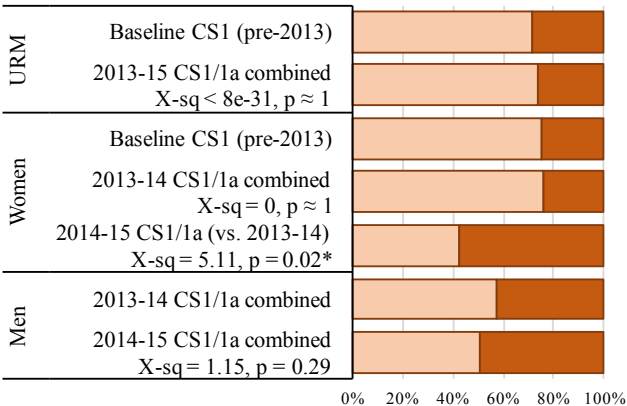 URM
Baseline CS1 (pre-2013)
2013-15 CS1/1a combined
X-sq < 8e-31, p ≈ 1
Women
Baseline CS1 (pre-2013)
2013-14 CS1/1a combined
X-sq = 0, p ≈ 1
2014-15 CS1/1a (vs. 2013-14)
X-sq = 5.11, p = 0.02*
Men
2013-14 CS1/1a combined
2014-15 CS1/1a combined
X-sq = 1.15, p = 0.29
0% 20% 40% 60% 80% 100%